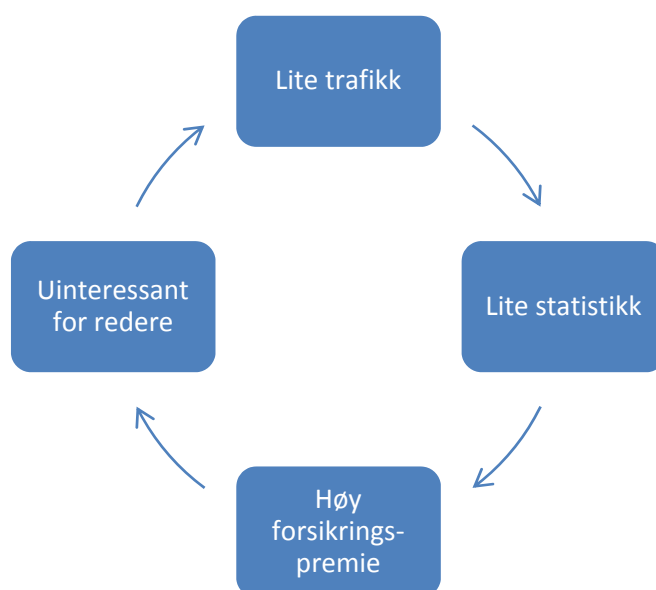 Lite trafikk
Lite statistikk
Høy
forsikrings-
premie
Uinteressant
for redere